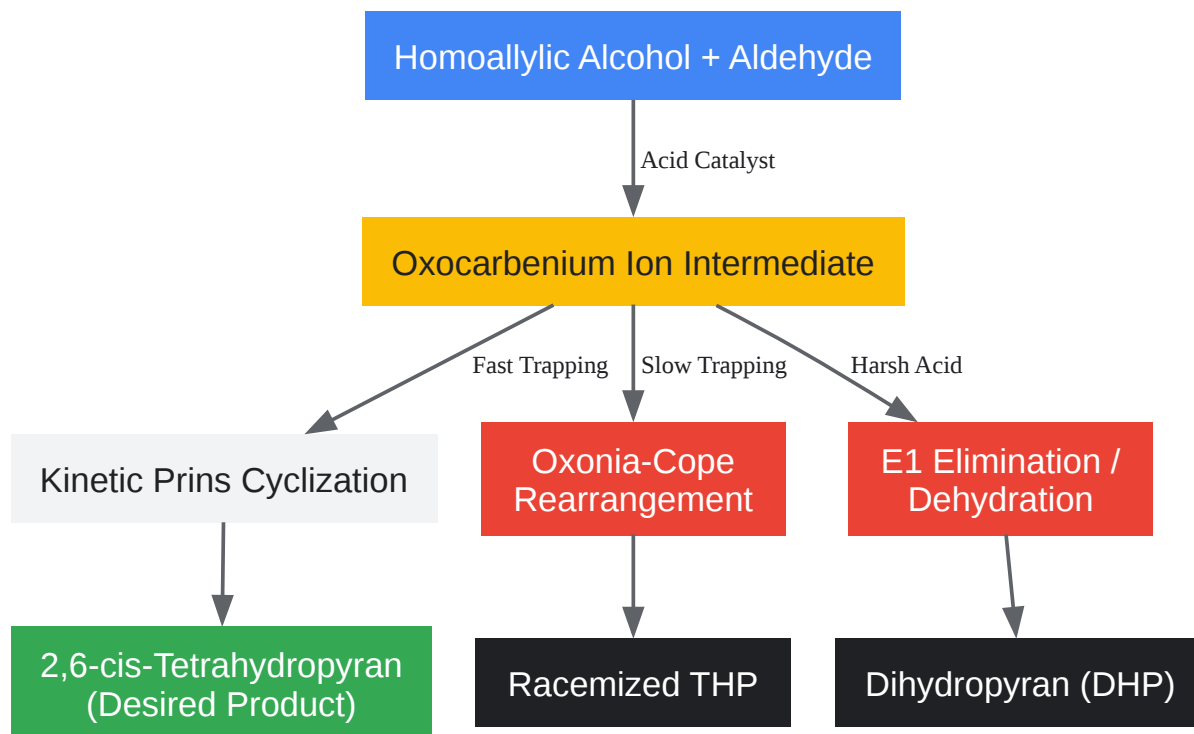 Homoallylic Alcohol + Aldehyde
Acid Catalyst
Oxocarbenium Ion Intermediate
Fast Trapping
Slow Trapping
Harsh Acid
Kinetic Prins Cyclization
Oxonia-Cope
Rearrangement
E1 Elimination /
Dehydration
2,6-cis-Tetrahydropyran
(Desired Product)
Racemized THP
Dihydropyran (DHP)